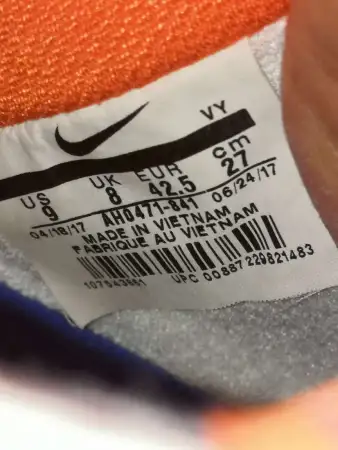 VY
US UK EUR cm
9 8 42.5 27
04/18/17 AH0471-841 06/24/17
MADE IN VIETNAM
FABRIQUE AU VIETNAM
107043861 UPC 00887229821483